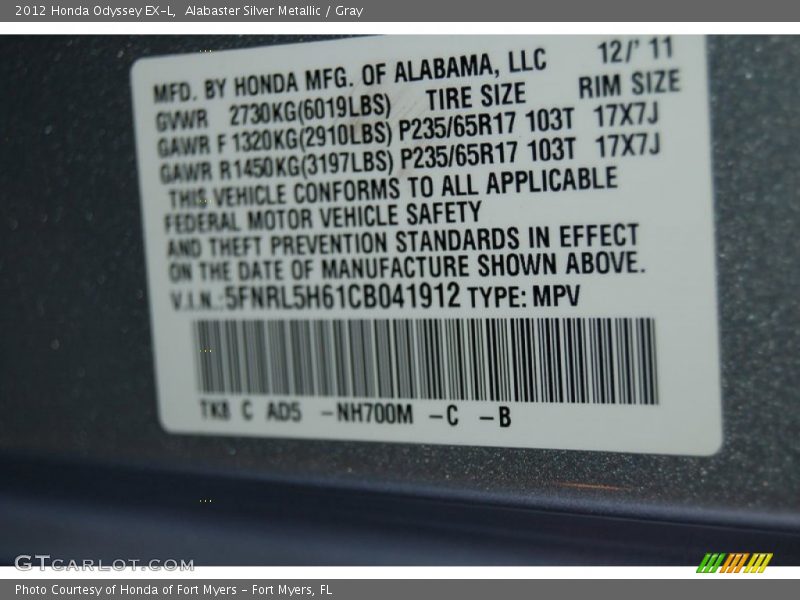 2012 Honda Odyssey EX-L, Alabaster Silver Metallic / Gray
MFD. BY HONDA MFG. OF ALABAMA, LLC 12/' 11
GVWR 2730KG(6019LBS) TIRE SIZE RIM SIZE
GAWR F 1320KG(2910LBS) P235/65R17 103T 17X7J
GAWR R1450KG(3197LBS) P235/65R17 103T 17X7J
THIS VEHICLE CONFORMS TO ALL APPLICABLE
FEDERAL MOTOR VEHICLE SAFETY
AND THEFT PREVENTION STANDARDS IN EFFECT
ON THE DATE OF MANUFACTURE SHOWN ABOVE.
V.I.N.:5FNRL5H61CB041912 TYPE: MPV
TK8 C AD5 -NH700M -C -B
GTCARLOT.COM
Photo Courtesy of Honda of Fort Myers - Fort Myers, FL